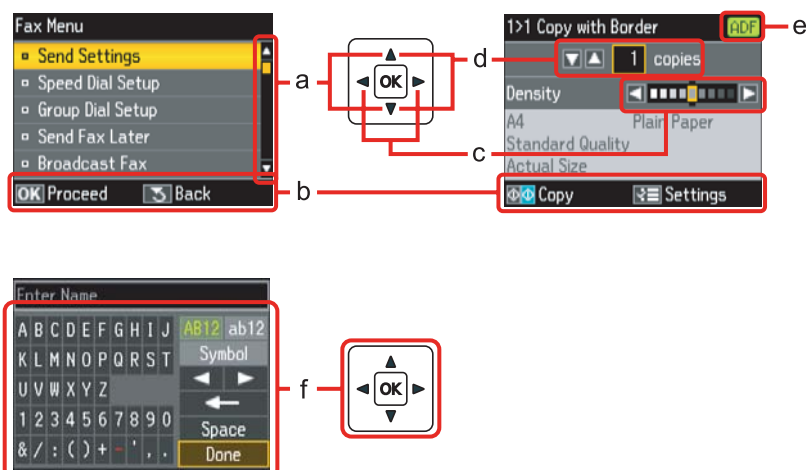 Fax Menu
Send Settings
Speed Dial Setup
Group Dial Setup
Send Fax Later
Broadcast Fax
OK Proceed Back
a
b
OK
d
c
1>1 Copy with Border ADF
e
1 copies
Density
A4 Plain Paper
Standard Quality
Actual Size
Copy Settings
Enter Name
A B C D E F G H I J AB12 ab12
K L M N O P Q R S T Symbol
U V W X Y Z
1 2 3 4 5 6 7 8 9 0 Space
& / : ( ) + - ' , . Done
f
OK